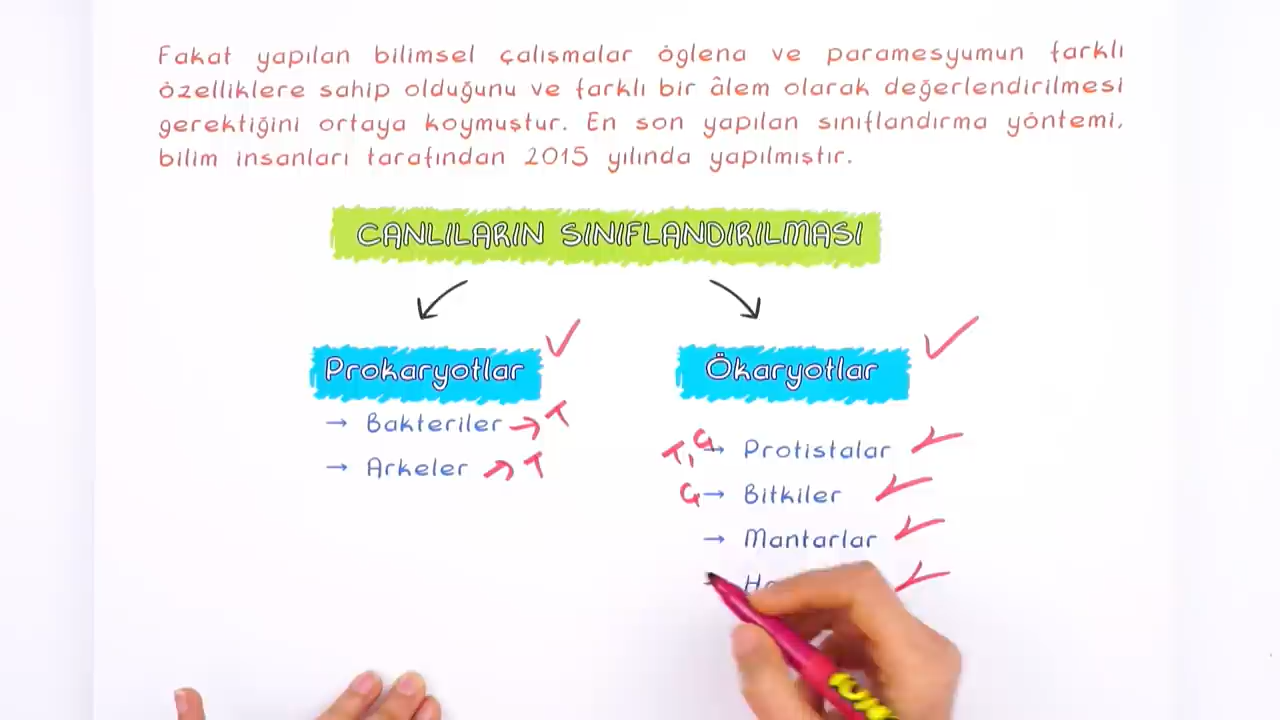 Fakat yapılan bilimsel çalışmalar öglena ve paramesyumun farklı
özelliklere sahip olduğunu ve farklı bir âlem olarak değerlendirilmesi
gerektiğini ortaya koymuştur. En son yapılan sınıflandırma yöntemi,
bilim insanları tarafından 2015 yılında yapılmıştır.
CANLILARIN SINIFLANDIRILMASI
Prokaryotlar
→ Bakteriler → T
→ Arkeler → T
Ökaryotlar
T, Ç → Protistalar
Ç → Bitkiler
→ Mantarlar